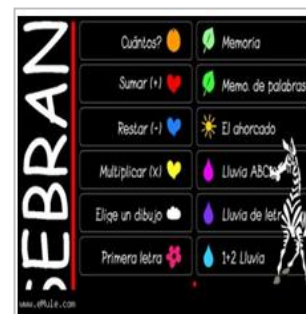 SEBRAN
Cuántos?
Sumar (+)
Restar (-)
Multiplicar (X)
Elige un dibujo
Primera letra
Memoria
Memo. de palabras
El ahorcado
Lluvia ABC
Lluvia de letr
1+2 Lluvia
www.eMule.com